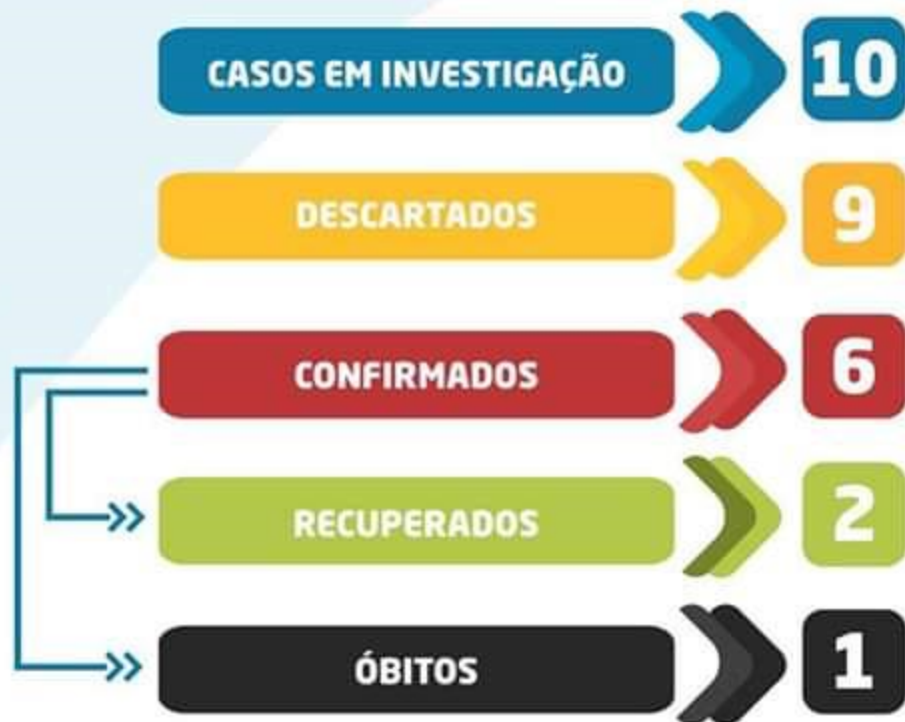 CASOS EM INVESTIGAÇÃO 10
DESCARTADOS 9
CONFIRMADOS 6
RECUPERADOS 2
ÓBITOS 1